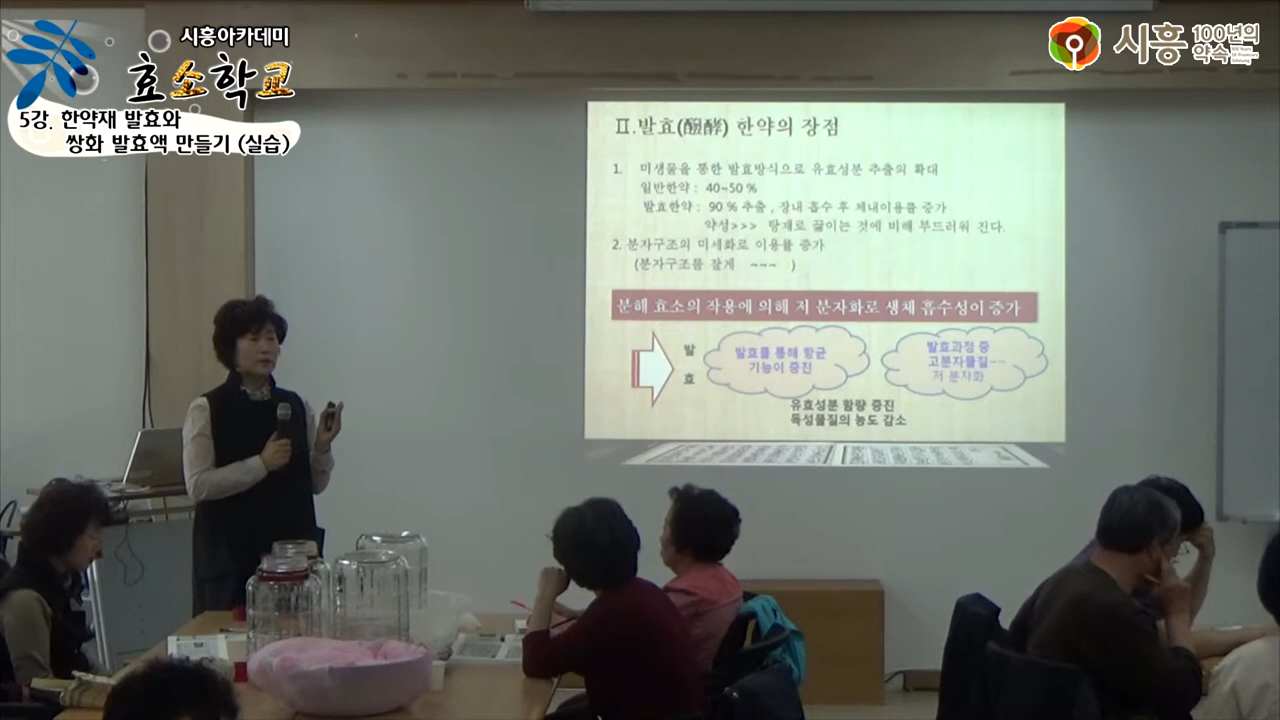 시흥아카데미
효소학교
5강. 한약재 발효와
쌍화 발효액 만들기 (실습)
시흥 100년의
약속
Ⅱ.발효(醱酵) 한약의 장점
1. 미생물을 통한 발효방식으로 유효성분 추출의 확대
일반한약 : 40~50 %
발효한약 : 90 % 추출 , 장내 흡수 후 체내이용률 증가
약성>>> 탕재로 끓이는 것에 비해 부드러워 진다.
2. 분자구조의 미세화로 이용률 증가
(분자구조를 잘게 ~~~ )
분해 효소의 작용에 의해 저 분자화로 생체 흡수성이 증가
발
효
발효를 통해 항균
기능이 증진
발효과정 중
고분자물질---
저 분자화
유효성분 함량 증진
독성물질의 농도 감소